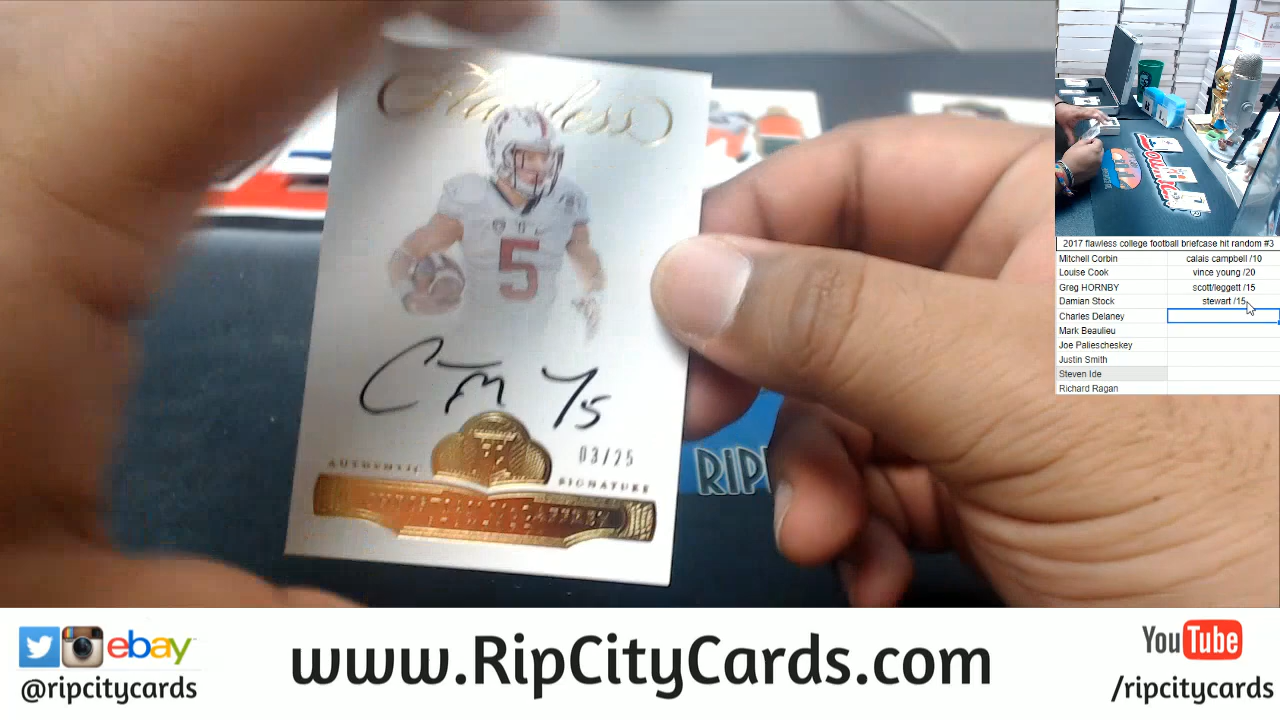 Flawless
5
03/25
AUTHENTIC
SIGNATURE
RIP
2017 flawless college football briefcase hit random #3
Mitchell Corbin calais campbell /10
Louise Cook vince young /20
Greg HORNBY scott/leggett /15
Damian Stock stewart /15
Charles Delaney
Mark Beaulieu
Joe Paliescheskey
Justin Smith
Steven Ide
Richard Ragan
ebay
@ripcitycards
www.RipCityCards.com
YouTube
/ripcitycards